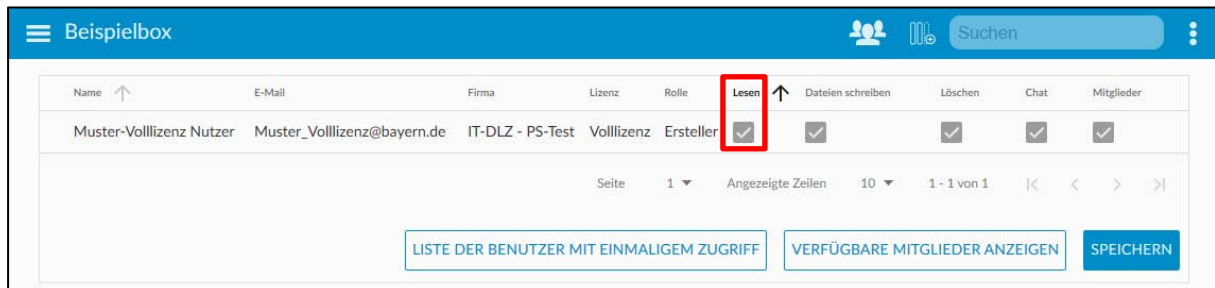 Beispielbox Suchen
Name E-Mail Firma Lizenz Rolle Lesen Dateien schreiben Löschen Chat Mitglieder
Muster-Volllizenz Nutzer Muster_Volllizenz@bayern.de IT-DLZ - PS-Test Volllizenz Ersteller
Seite 1 Angezeigte Zeilen 10 1 - 1 von 1
LISTE DER BENUTZER MIT EINMALIGEM ZUGRIFF VERFÜGBARE MITGLIEDER ANZEIGEN SPEICHERN